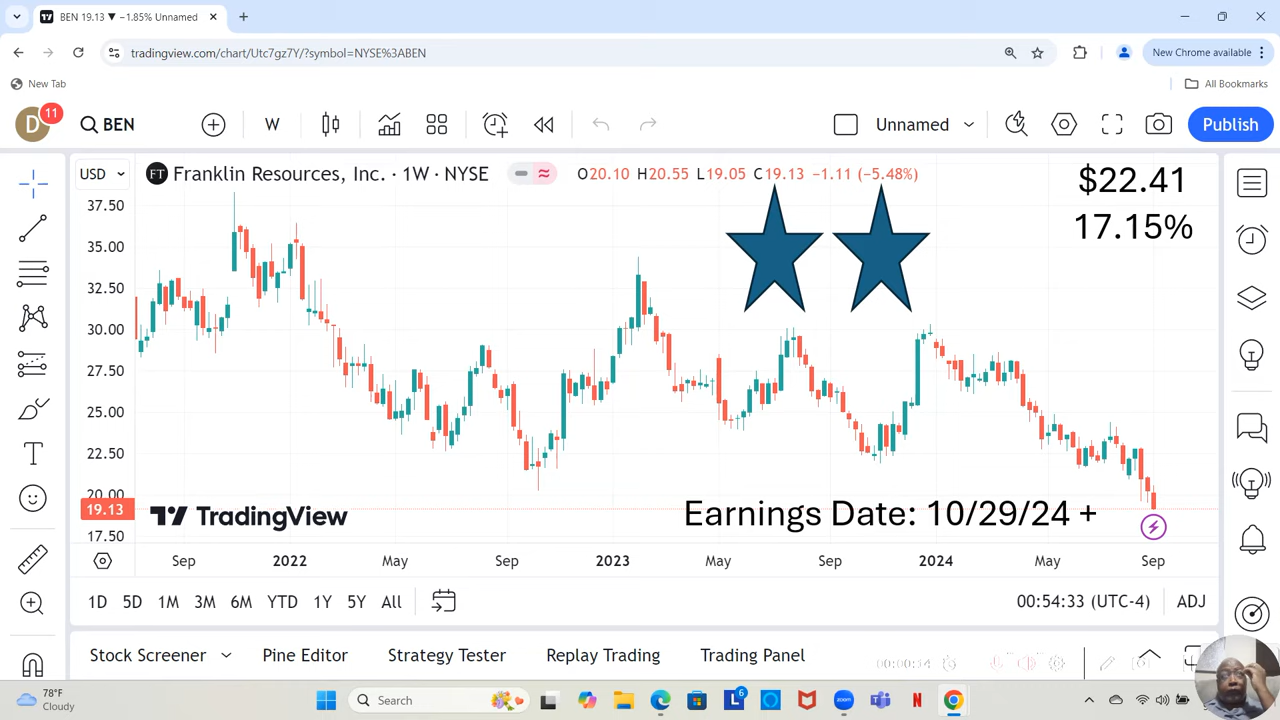 BEN 19.13 ▼ −1.85% Unnamed
tradingview.com/chart/Utc7gz7Y/?symbol=NYSE%3ABEN
New Chrome available
New Tab
All Bookmarks
D
11
BEN
W
Unnamed
Publish
USD
FT
Franklin Resources, Inc. · 1W · NYSE
O20.10 H20.55 L19.05 C19.13 −1.11 (−5.48%)
$22.41
17.15%
37.50
35.00
32.50
30.00
27.50
25.00
22.50
20.00
19.13
17.50
TradingView
Earnings Date: 10/29/24 +
Sep 2022 May Sep 2023 May Sep 2024 May Sep
1D 5D 1M 3M 6M YTD 1Y 5Y All
00:54:33 (UTC-4) ADJ
Stock Screener Pine Editor Strategy Tester Replay Trading Trading Panel
78°F
Cloudy
Search
6